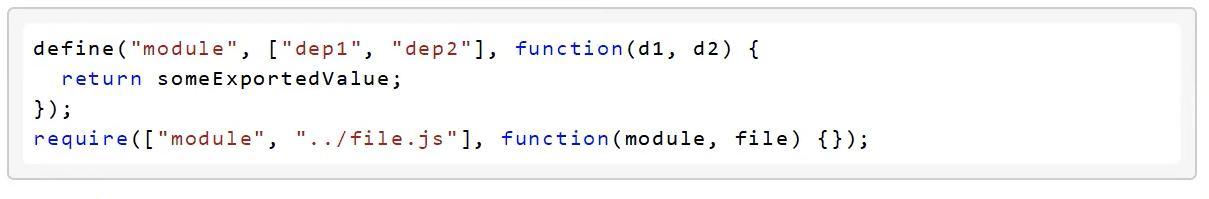 define("module", ["dep1", "dep2"], function(d1, d2) {
  return someExportedValue;
});
require(["module", "../file.js"], function(module, file) {});